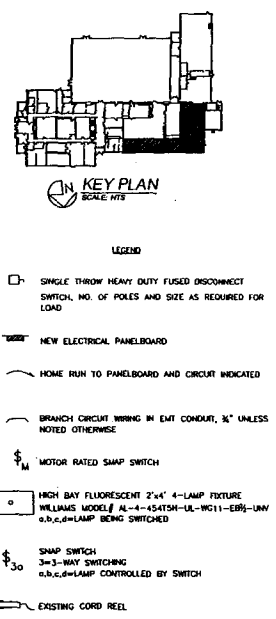 N
KEY PLAN
SCALE: NTS
LEGEND
SINGLE THROW HEAVY DUTY FUSED DISCONNECT
SWITCH, NO. OF POLES AND SIZE AS REQUIRED FOR
LOAD
NEW ELECTRICAL PANELBOARD
HOME RUN TO PANELBOARD AND CIRCUIT INDICATED
BRANCH CIRCUIT WIRING IN EMT CONDUIT, ¾" UNLESS
NOTED OTHERWISE
$M MOTOR RATED SNAP SWITCH
o HIGH BAY FLUORESCENT 2'x4' 4-LAMP FIXTURE
WILLIAMS MODEL# AL-4-454T5H-UL-WG11-EB½-UNV
a,b,c,d=LAMP BEING SWITCHED
$3a SNAP SWITCH
3=3-WAY SWITCHING
a,b,c,d=LAMP CONTROLLED BY SWITCH
EXISTING CORD REEL